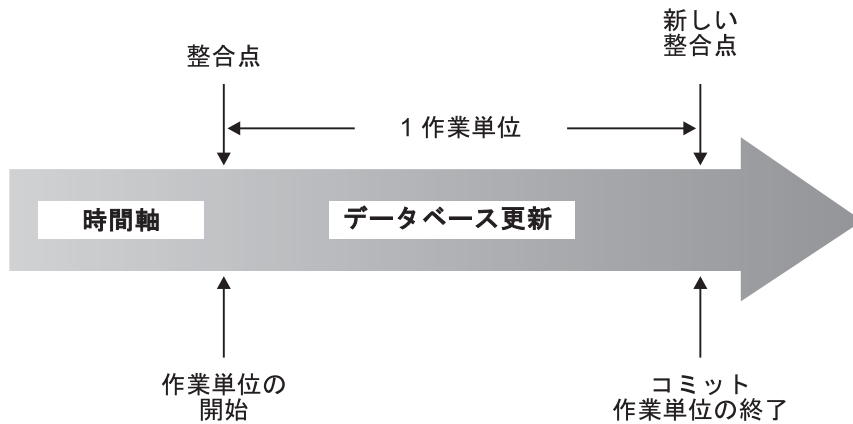 整合点
新しい
整合点
1 作業単位
時間軸
データベース更新
作業単位の
開始
コミット
作業単位の終了